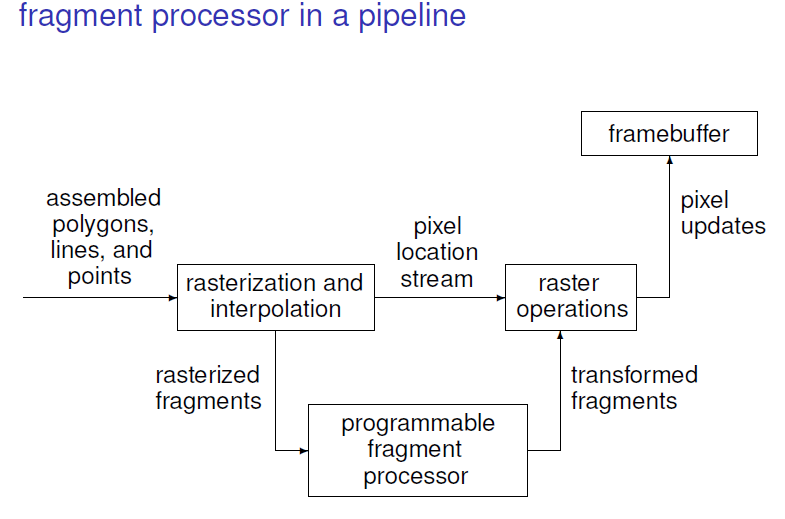 fragment processor in a pipeline
framebuffer
assembled
polygons,
lines, and
points
pixel
location
stream
pixel
updates
rasterization and
interpolation
raster
operations
rasterized
fragments
transformed
fragments
programmable
fragment
processor